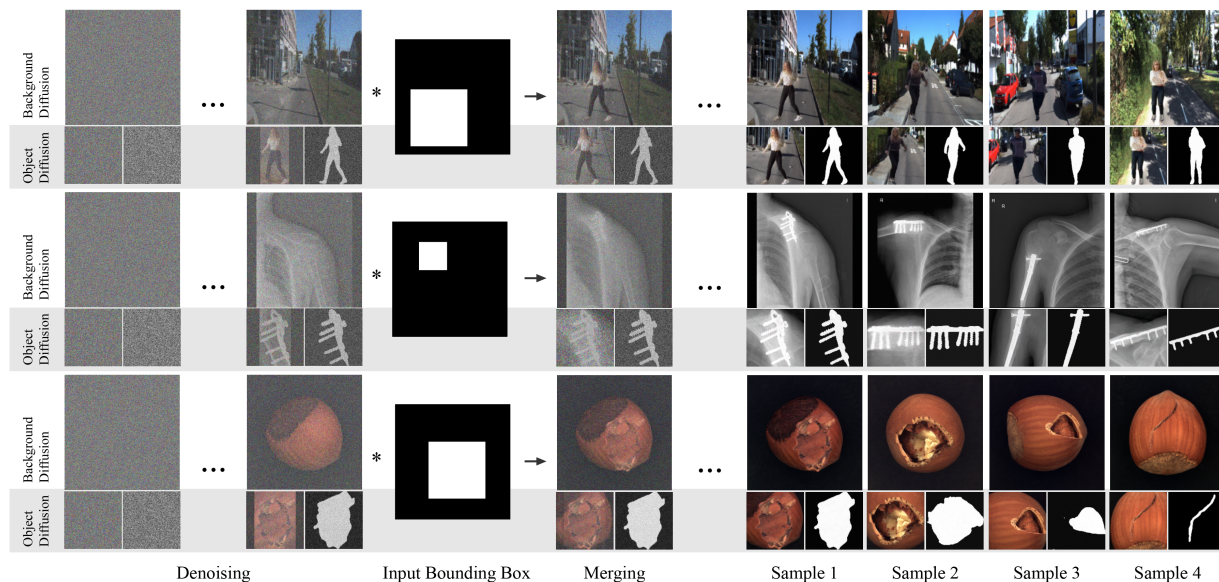 Background
Diffusion
...
*
...
Object
Diffusion
Background
Diffusion
...
*
...
Object
Diffusion
Background
Diffusion
...
*
...
Object
Diffusion
Denoising
Input Bounding Box
Merging
Sample 1
Sample 2
Sample 3
Sample 4